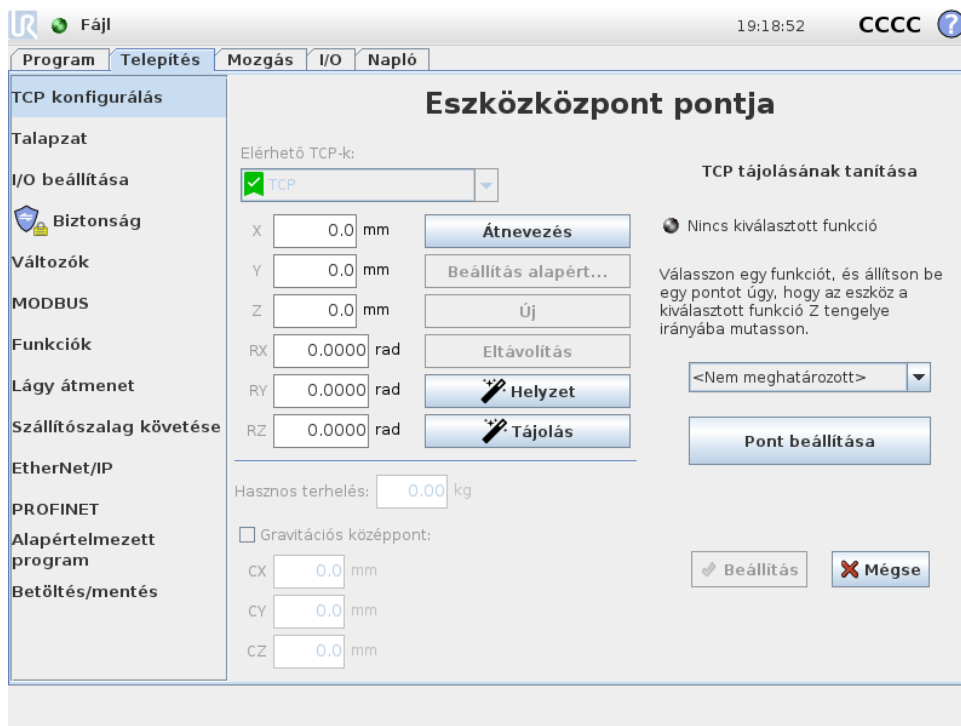 UR Fájl 19:18:52 CCCC ?
Program Telepítés Mozgás I/O Napló
TCP konfigurálás
Talapzat
I/O beállítása
Biztonság
Változók
MODBUS
Funkciók
Lágy átmenet
Szállítószalag követése
EtherNet/IP
PROFINET
Alapértelmezett
program
Betöltés/mentés
Eszközközpont pontja
Elérhető TCP-k:
TCP
X 0.0 mm Átnevezés
Y 0.0 mm Beállítás alapért...
Z 0.0 mm Új
RX 0.0000 rad Eltávolítás
RY 0.0000 rad Helyzet
RZ 0.0000 rad Tájolás
Hasznos terhelés: 0.00 kg
Gravitációs középpont:
CX 0.0 mm
CY 0.0 mm
CZ 0.0 mm
TCP tájolásának tanítása
Nincs kiválasztott funkció
Válasszon egy funkciót, és állítson be
egy pontot úgy, hogy az eszköz a
kiválasztott funkció Z tengelye
irányába mutasson.
<Nem meghatározott>
Pont beállítása
Beállítás Mégse